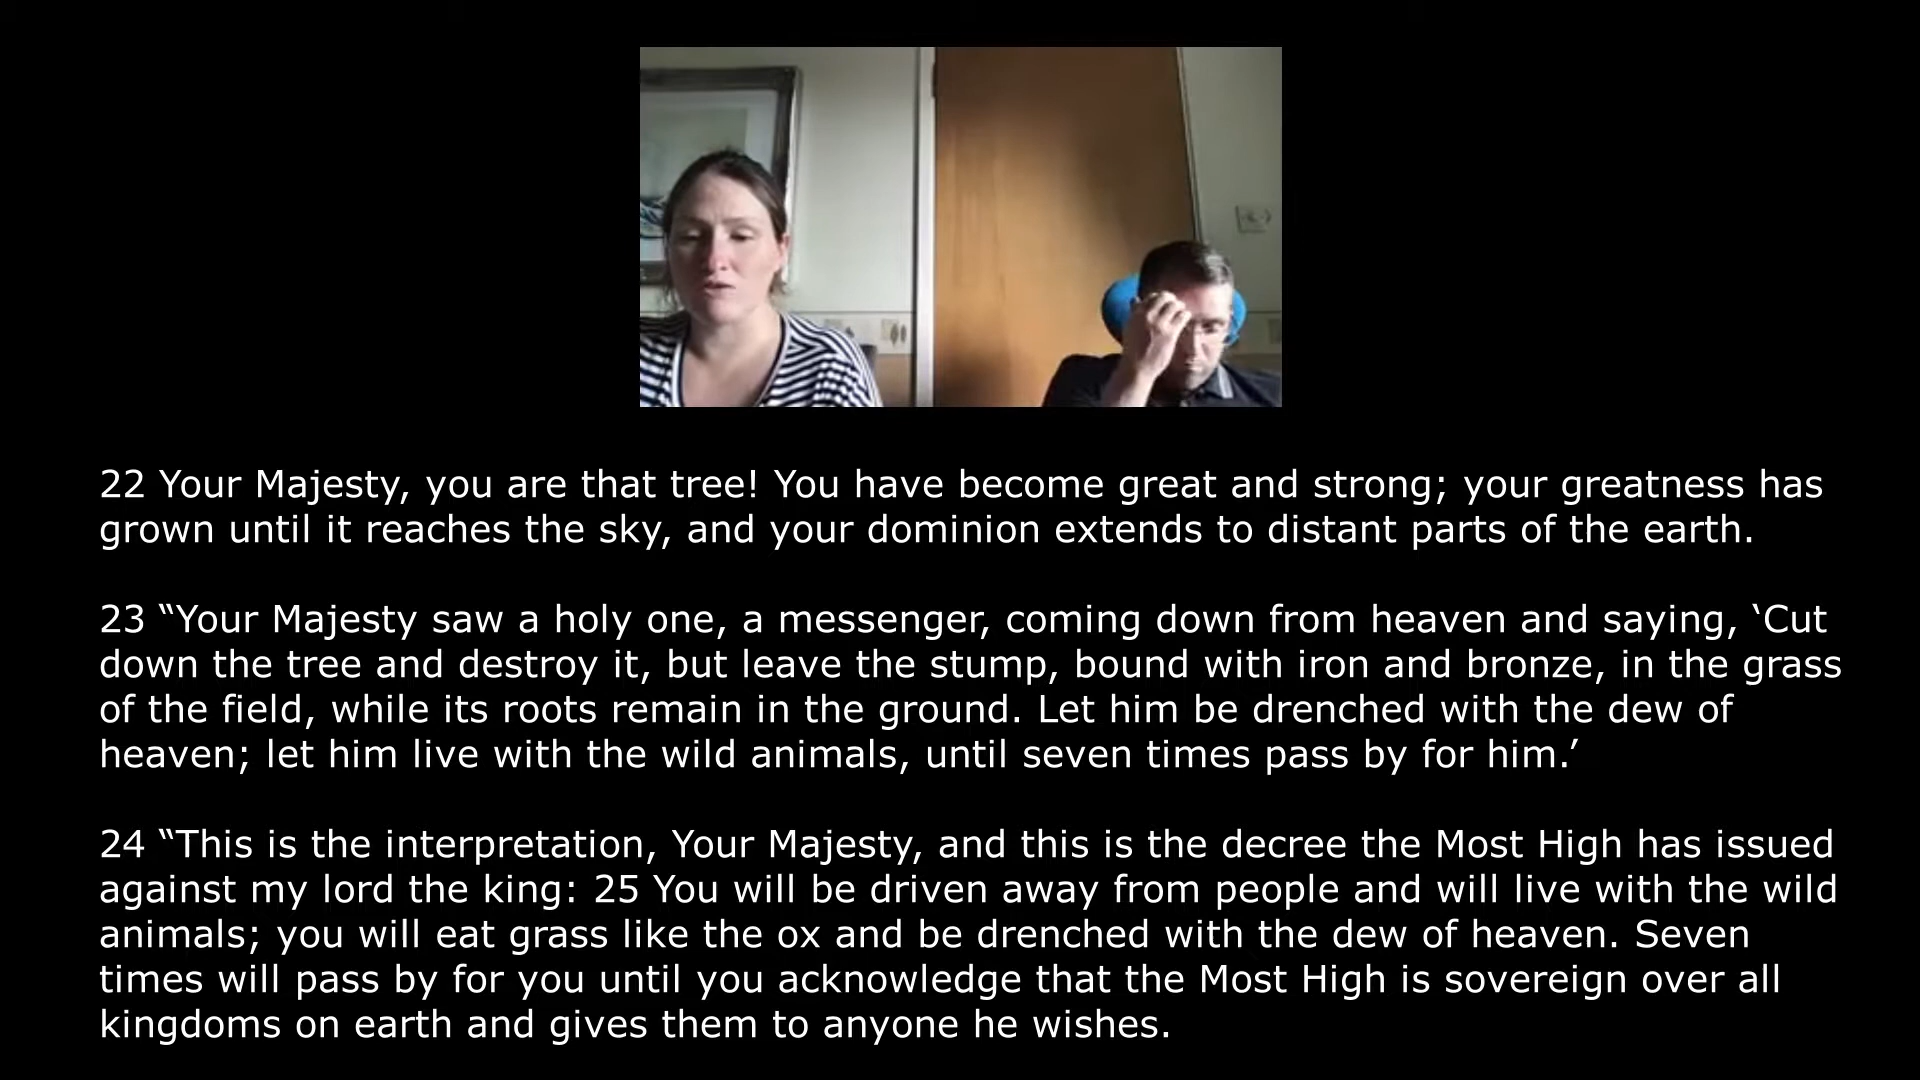 22 Your Majesty, you are that tree! You have become great and strong; your greatness has
grown until it reaches the sky, and your dominion extends to distant parts of the earth.
23 “Your Majesty saw a holy one, a messenger, coming down from heaven and saying, ‘Cut
down the tree and destroy it, but leave the stump, bound with iron and bronze, in the grass
of the field, while its roots remain in the ground. Let him be drenched with the dew of
heaven; let him live with the wild animals, until seven times pass by for him.’
24 “This is the interpretation, Your Majesty, and this is the decree the Most High has issued
against my lord the king: 25 You will be driven away from people and will live with the wild
animals; you will eat grass like the ox and be drenched with the dew of heaven. Seven
times will pass by for you until you acknowledge that the Most High is sovereign over all
kingdoms on earth and gives them to anyone he wishes.